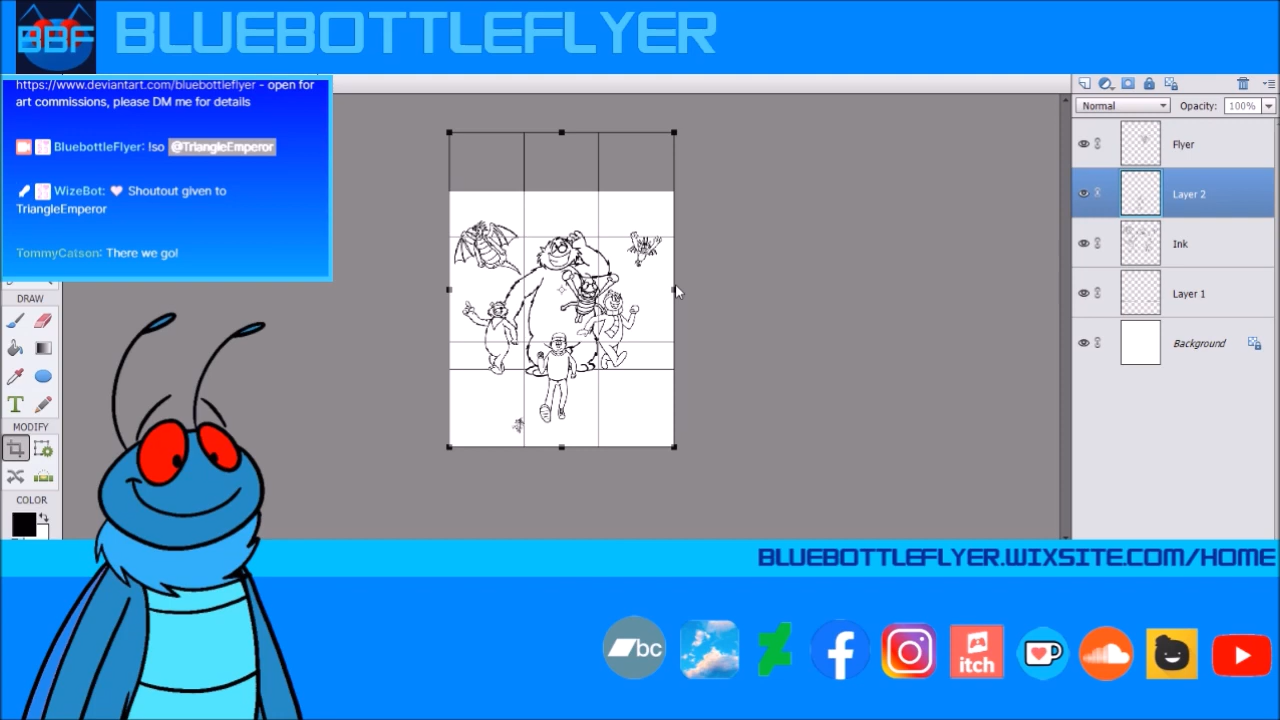 BBF
BLUEBOTTLEFLYER
https://www.deviantart.com/bluebottleflyer - open for
art commissions, please DM me for details
BluebottleFlyer: !so @TriangleEmperor
WizeBot: Shoutout given to
TriangleEmperor
TommyCatson: There we go!
Normal
Opacity: 100%
Flyer
Layer 2
Ink
Layer 1
Background
DRAW
T
MODIFY
COLOR
BLUEBOTTLEFLYER.WIXSITE.COM/HOME
bc
itch